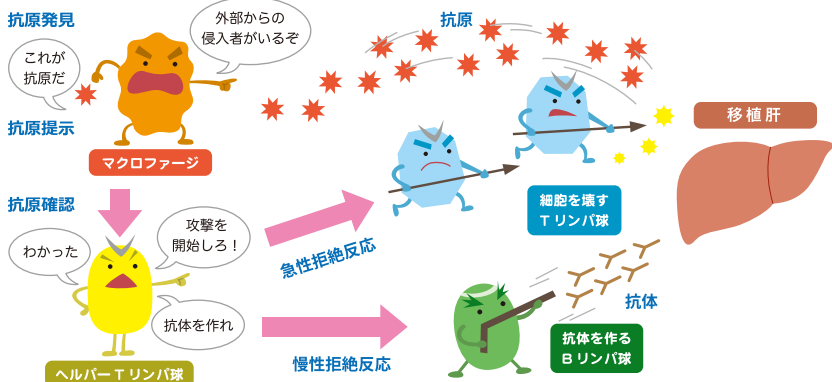 抗原発見
外部からの
侵入者がいるぞ
これが
抗原だ
抗原提示
マクロファージ
抗原
移植肝
抗原確認
わかった
攻撃を
開始しろ！
抗体を作れ
ヘルパーTリンパ球
急性拒絶反応
細胞を壊す
Tリンパ球
慢性拒絶反応
抗体
抗体を作る
Bリンパ球